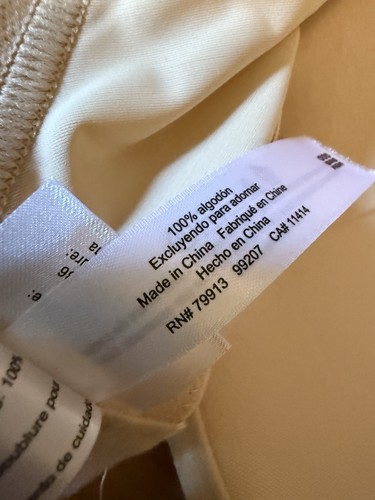 100% algodón
Excluyendo para adornar
Made in China Fabriqué en Chine
Hecho en China
RN# 79913 99207 CA# 11414
100%